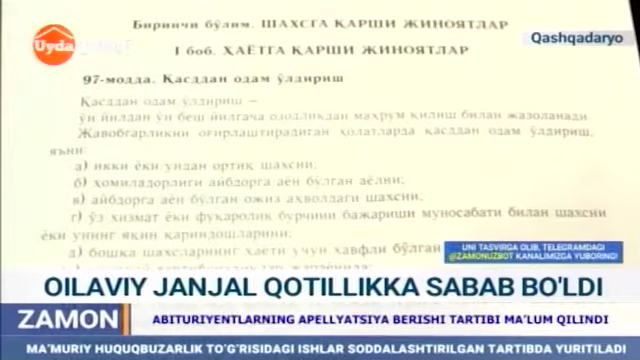 Биринчи бўлим. ШАХСГА ҚАРШИ ЖИНОЯТЛАР
Uyda
Qashqadaryo
I боб. ҲАЁТГА ҚАРШИ ЖИНОЯТЛАР
97-модда. Қасддан одам ўлдириш
Қасддан одам ўлдириш –
ўн йилдан ўн беш йилгача озодликдан маҳрум қилиш билан жазоланади
Жавобгарликни оғирлаштирадиган ҳолатларда қасддан одам ўлдириш,
яъни:
а) икки ёки ундан ортиқ шахсни;
б) ҳомиладорлиги айбдорга аён бўлган аёлни;
в) айбдорга аён бўлган ожиз аҳволдаги шахсни;
г) ўз хизмат ёки фуқаролик бурчини бажариши муносабати билан шахсни
ёки унинг яқин қариндошларини;
д) бошқа шахсларнинг ҳаёти учун хавфли бўлган
UNI TASVIRGA OLIB, TELEGRAMDAGI
@ZAMONUZBOT KANALIMIZGA YUBORING!
OILAVIY JANJAL QOTILLIKKA SABAB BO'LDI
ZAMON
ABITURIYENTLARNING APELLYATSIYA BERISHI TARTIBI MA'LUM QILINDI
MA'MURIY HUQUQBUZARLIK TO'G'RISIDAGI ISHLAR SODDALASHTIRILGAN TARTIBDA YURITILADI